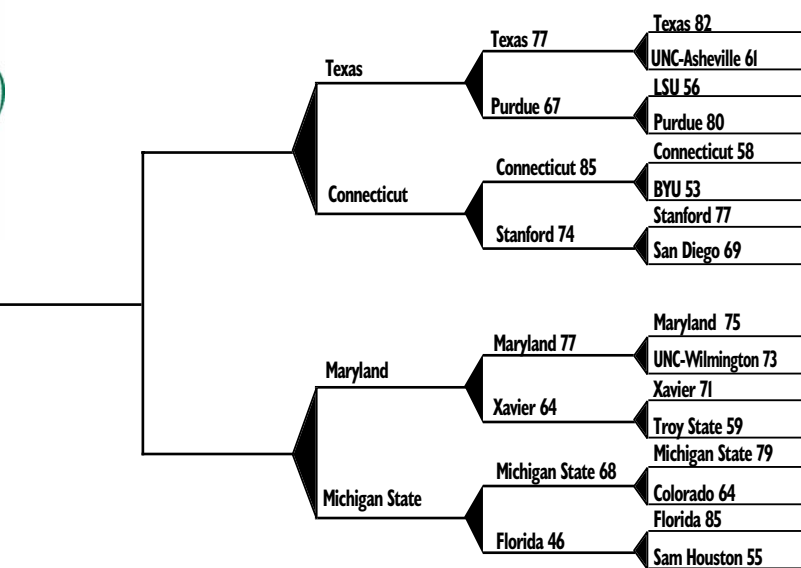 Texas 82
Texas 77
UNC-Asheville 61
Texas
LSU 56
Purdue 67
Purdue 80
Connecticut 58
Connecticut 85
BYU 53
Connecticut
Stanford 77
Stanford 74
San Diego 69
Maryland 75
Maryland 77
UNC-Wilmington 73
Maryland
Xavier 71
Xavier 64
Troy State 59
Michigan State 79
Michigan State 68
Colorado 64
Michigan State
Florida 85
Florida 46
Sam Houston 55